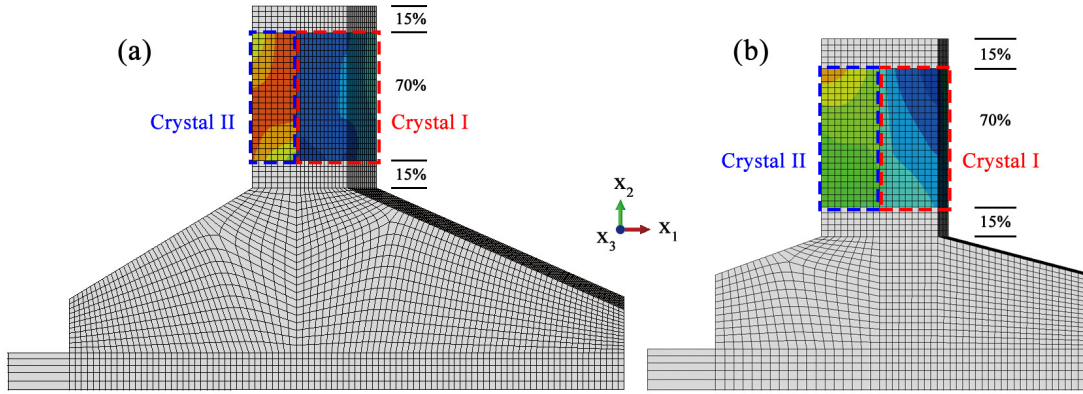 (a)
15%
70%
15%
Crystal II
Crystal I
X₂
X₁
X₃
(b)
15%
70%
15%
Crystal II
Crystal I